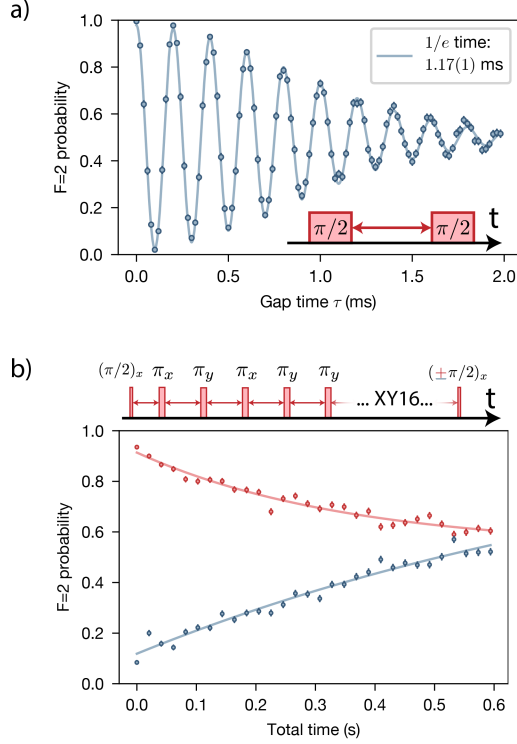 a)
1.0
0.8
0.6
0.4
0.2
0.0
F=2 probability
1/e time:
1.17(1) ms
π/2
π/2
t
0.0 0.5 1.0 1.5 2.0
Gap time τ (ms)
b)
(π/2)ₓ πₓ π_y πₓ π_y π_y (±π/2)ₓ
... XY16...
t
1.0
0.8
0.6
0.4
0.2
0.0
F=2 probability
0.0 0.1 0.2 0.3 0.4 0.5 0.6
Total time (s)